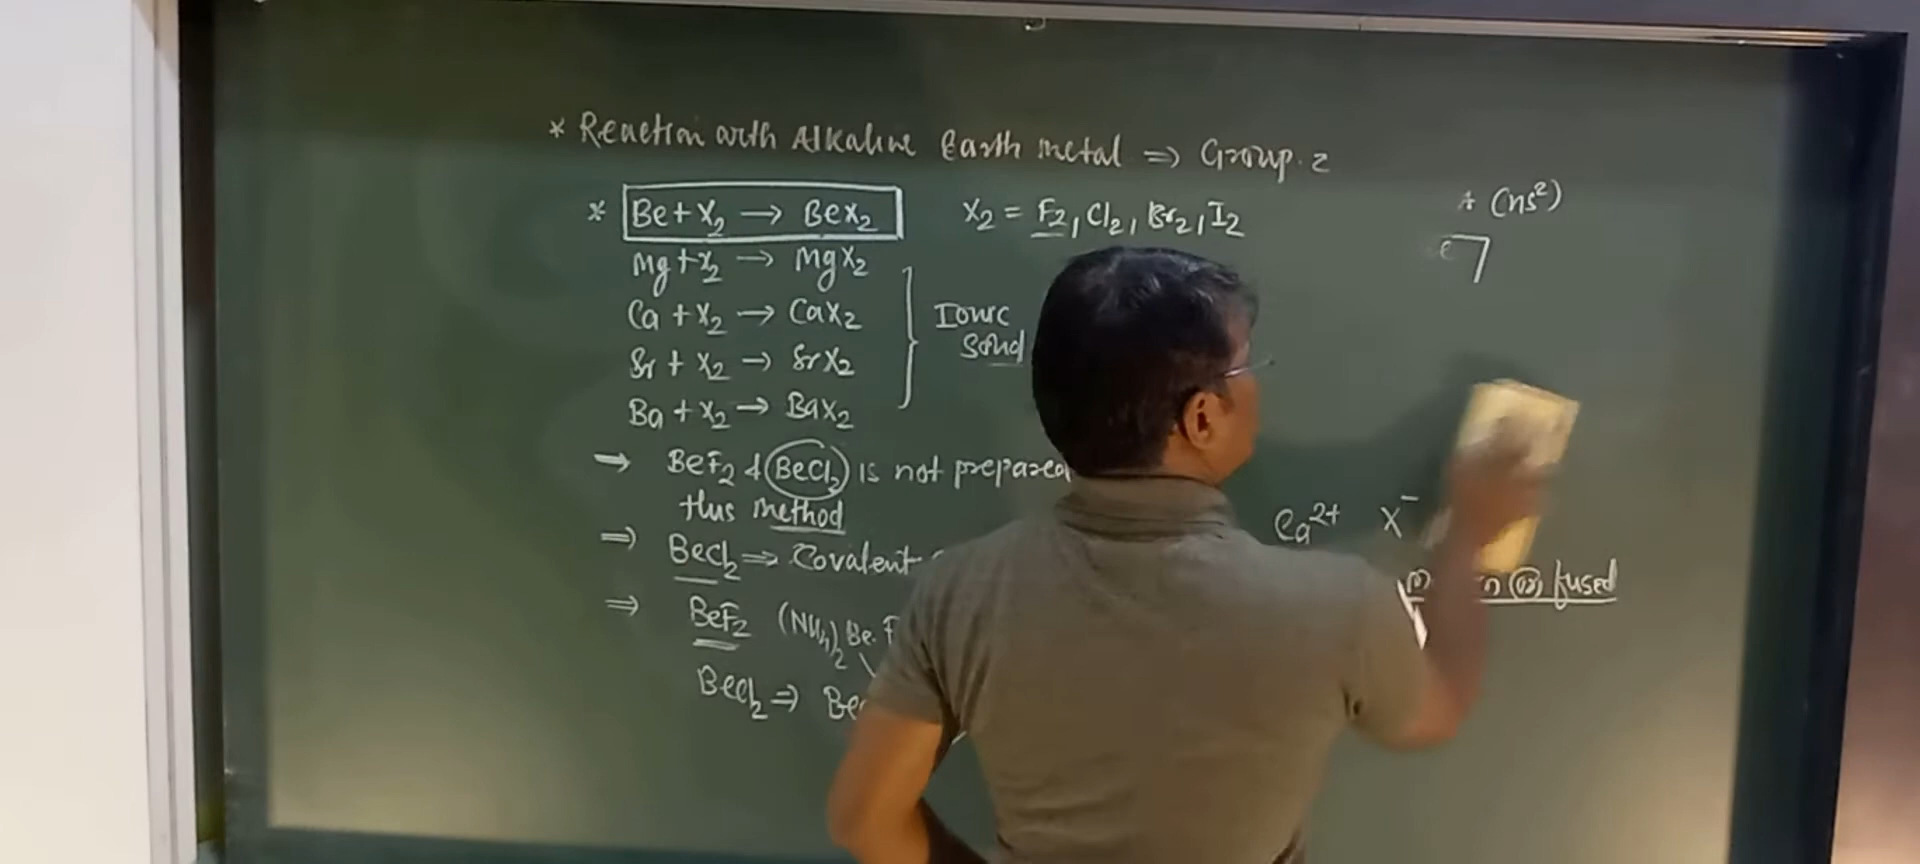 * Reaction with Alkaline Earth metal ⇒ Group. 2
* Be + X2 → BeX2 X2 = F2, Cl2, Br2, I2
(ns²)
Mg + X2 → MgX2
Ca + X2 → CaX2
Sr + X2 → SrX2
Ba + X2 → BaX2
Ionic
Solid
→ BeF2 & BeCl2 is not prepared
this method
Ca²⁺ X⁻
⇒ BeCl2 ⇒ Covalent
(or) fused
⇒ BeF2 (NH4)2 Be F
BeCl2 ⇒ Be